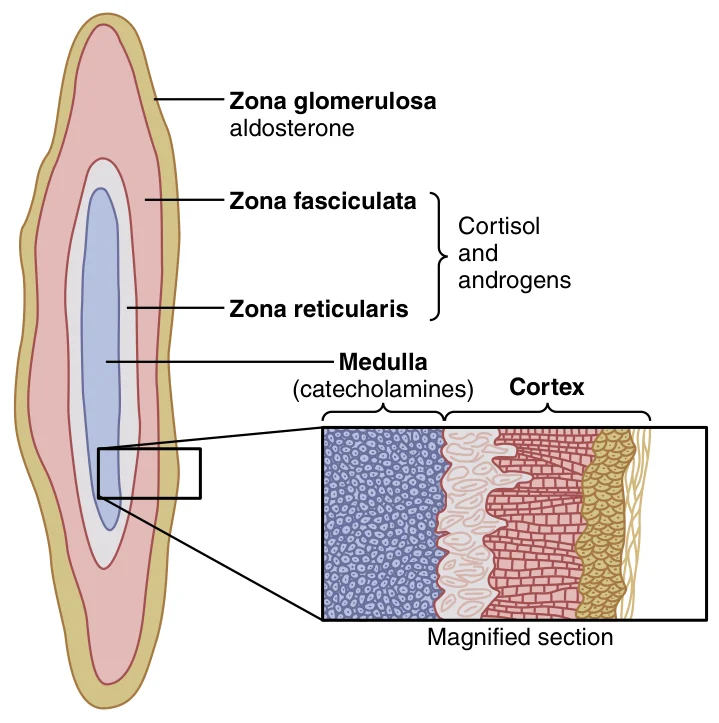 Zona glomerulosa
aldosterone
Zona fasciculata
Cortisol
and
androgens
Zona reticularis
Medulla
(catecholamines)
Cortex
Magnified section